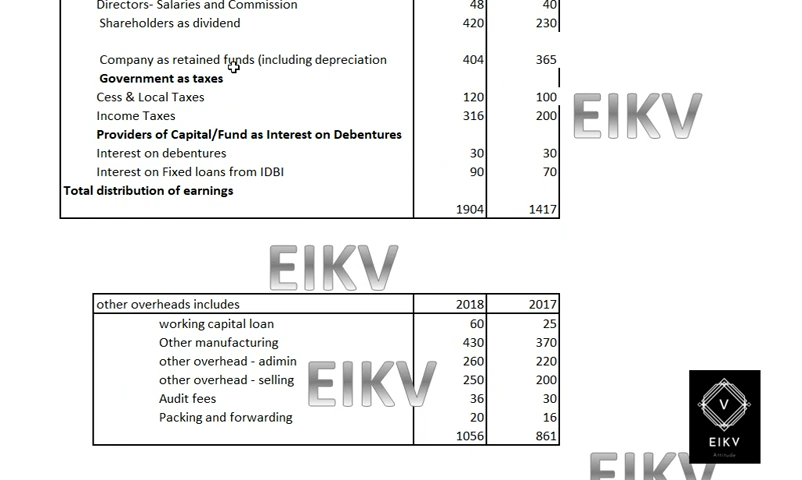 Directors- Salaries and Commission 48 40
Shareholders as dividend 420 230
Company as retained funds (including depreciation 404 365
Government as taxes
Cess & Local Taxes 120 100
Income Taxes 316 200
Providers of Capital/Fund as Interest on Debentures
Interest on debentures 30 30
Interest on Fixed loans from IDBI 90 70
Total distribution of earnings
1904 1417
EIKV
EIKV
other overheads includes 2018 2017
working capital loan 60 25
Other manufacturing 430 370
other overhead - adimin 260 220
other overhead - selling 250 200
Audit fees 36 30
Packing and forwarding 20 16
1056 861
EIKV
V
EIKV
Attitude
EIKV